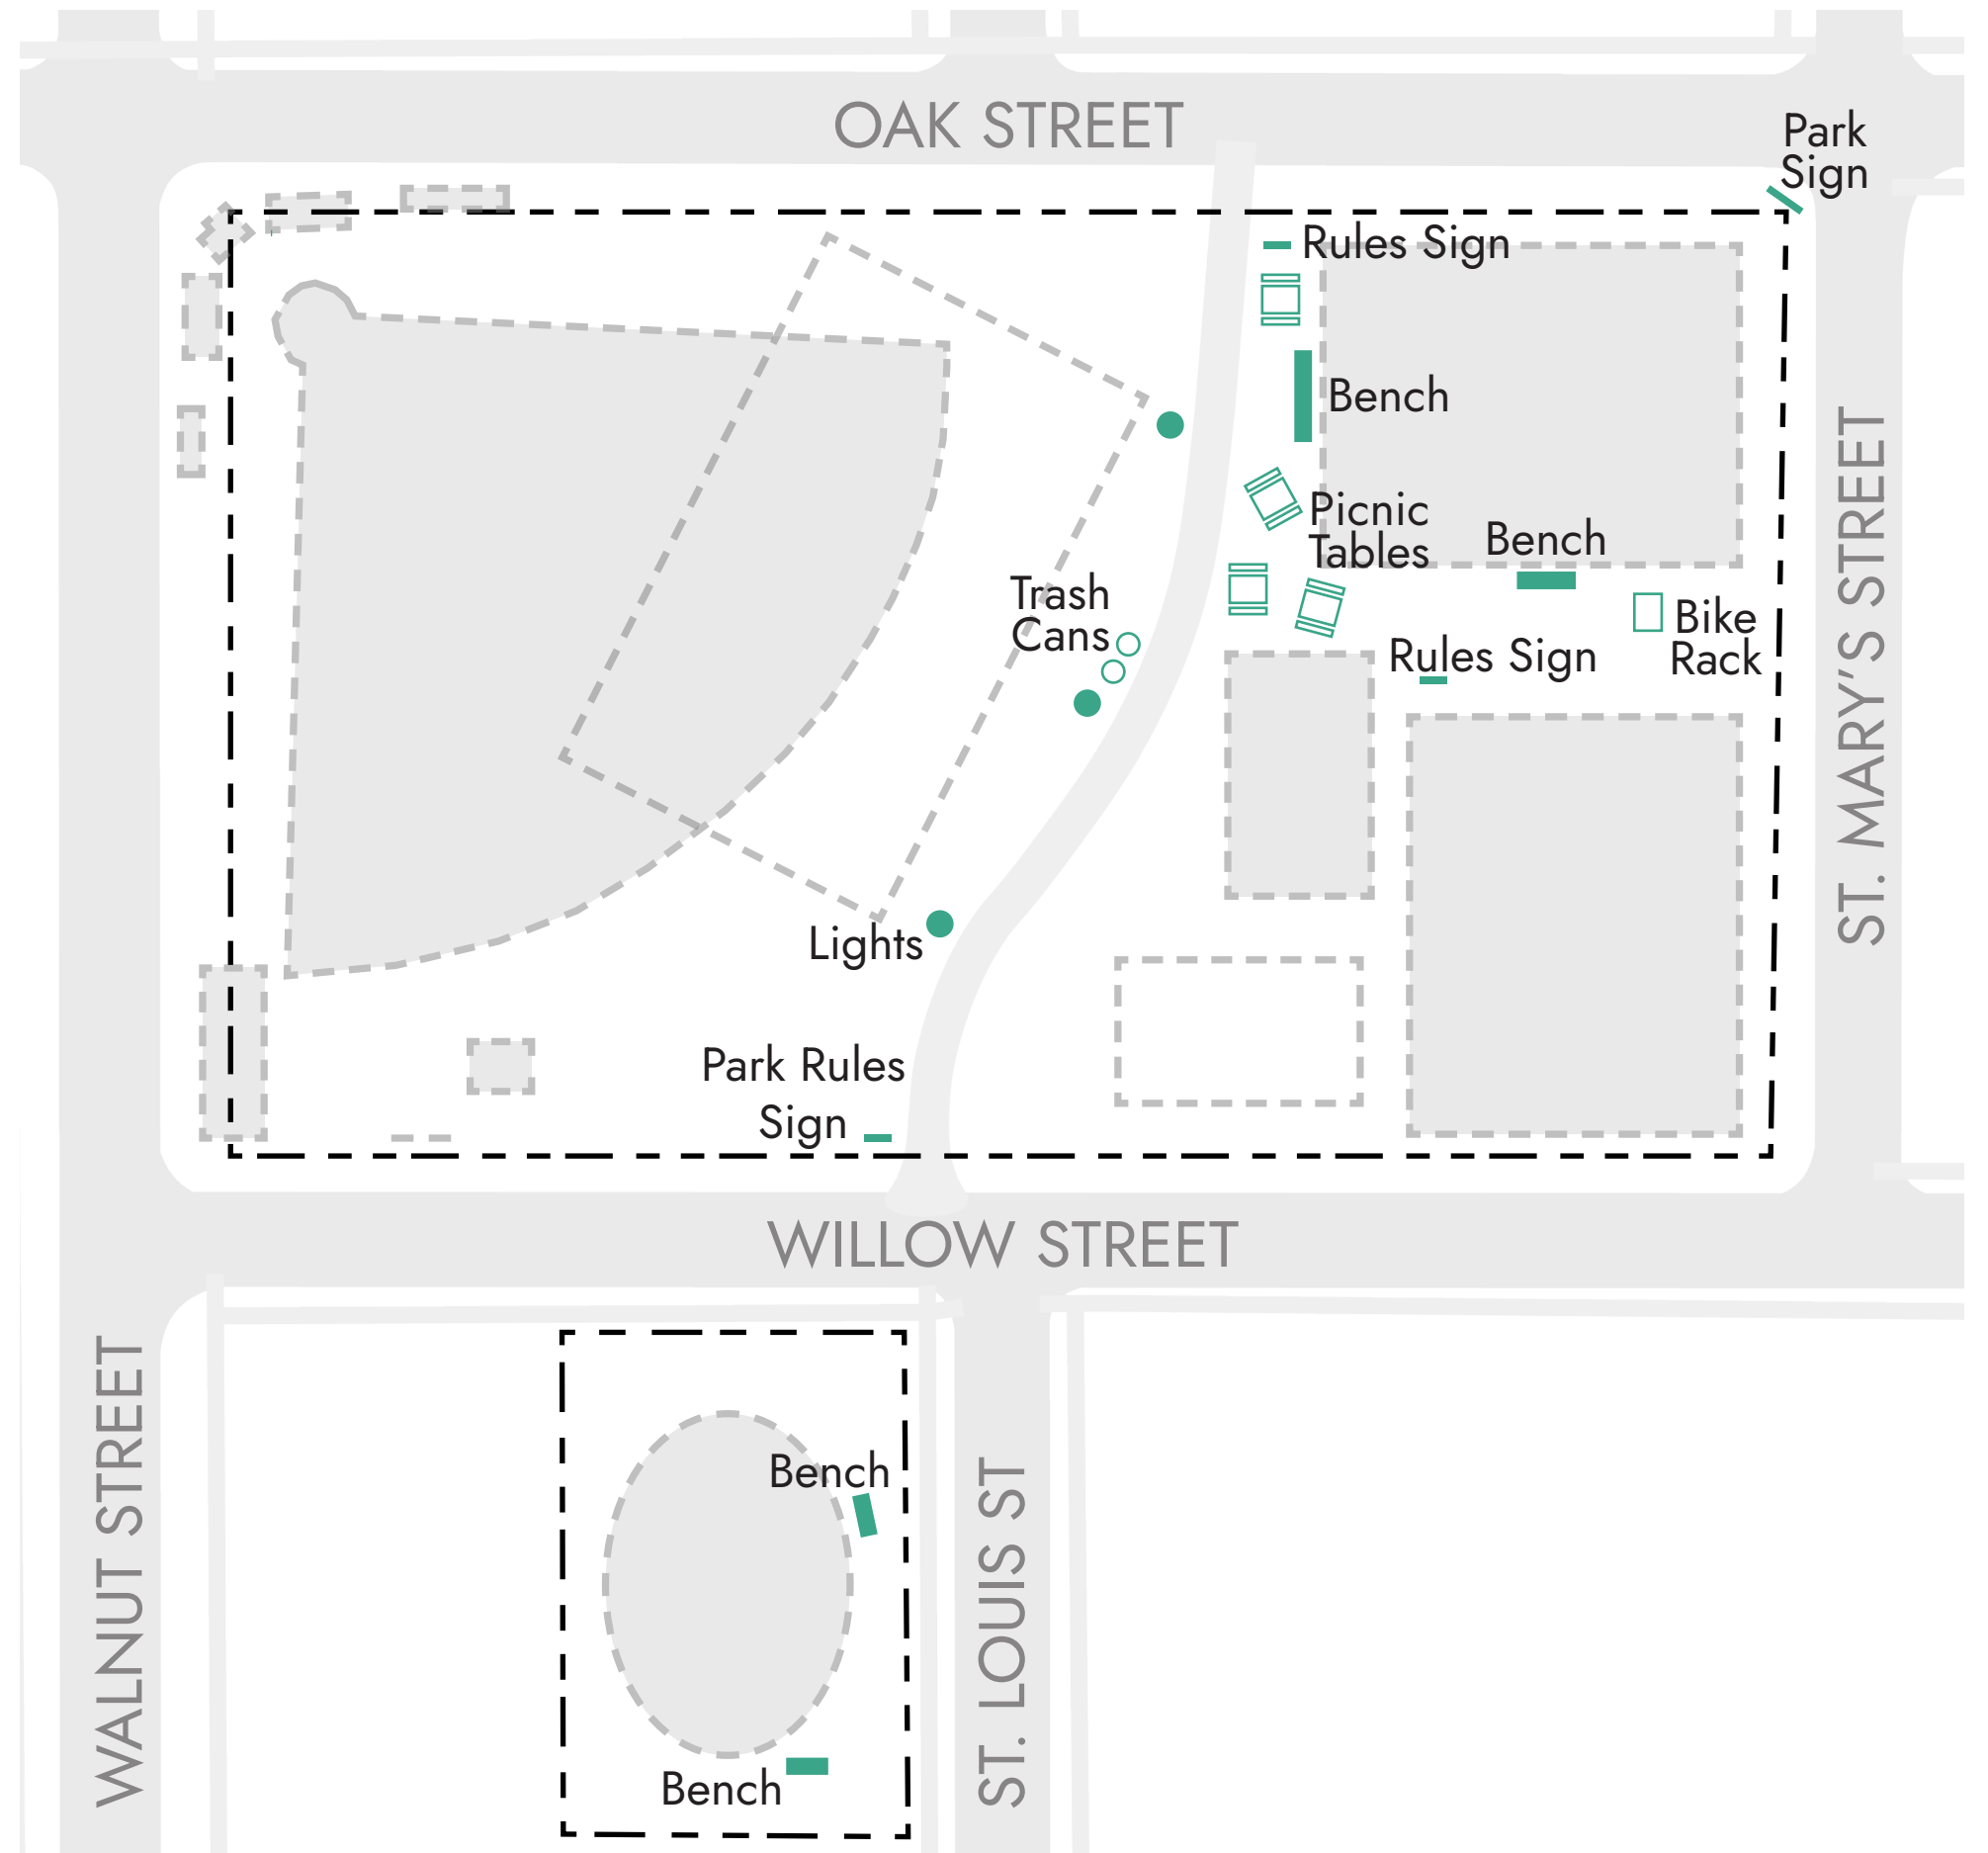 OAK STREET
Park
Sign
Rules Sign
Bench
Picnic
Tables
Bench
Trash
Cans
Bike
Rack
Rules Sign
ST. MARY'S STREET
Lights
Park Rules
Sign
WILLOW STREET
WALNUT STREET
Bench
ST. LOUIS ST
Bench